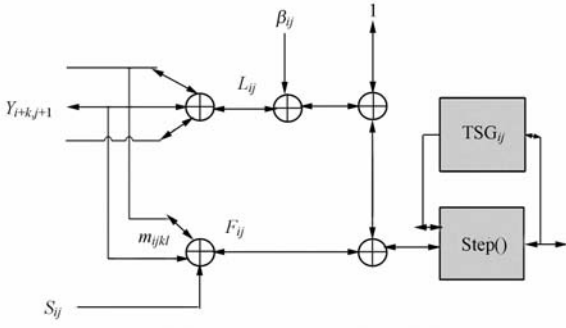 1
β_ij
L_ij
Y_i+k,j+1
TSG_ij
F_ij
m_ijkl
Step()
S_ij